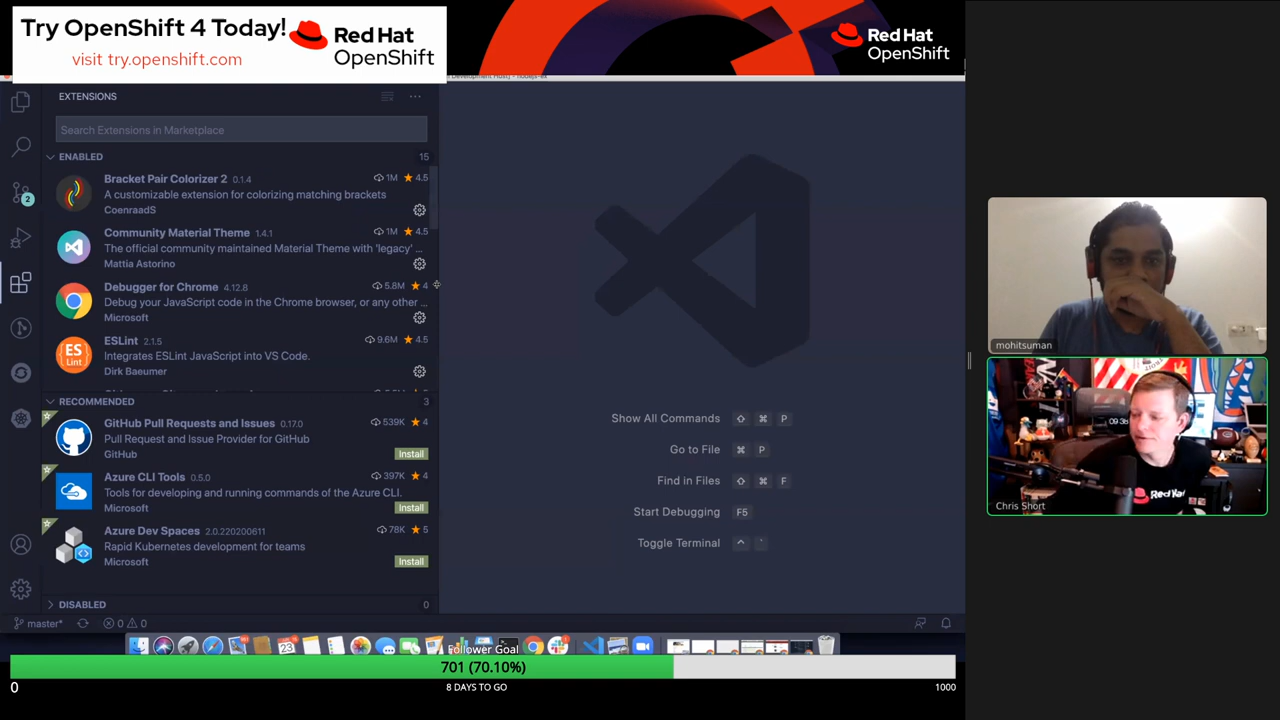 Try OpenShift 4 Today!
visit try.openshift.com
Red Hat
OpenShift
Red Hat
OpenShift
EXTENSIONS
Search Extensions in Marketplace
ENABLED 15
Bracket Pair Colorizer 2 0.1.4 1M 4.5
A customizable extension for colorizing matching brackets
CoenraadS
Community Material Theme 1.4.1 1M 4.5
The official community maintained Material Theme with 'legacy' ...
Mattia Astorino
Debugger for Chrome 4.12.8 5.8M 4
Debug your JavaScript code in the Chrome browser, or any other ...
Microsoft
ES
Lint
ESLint 2.1.5 9.6M 4.5
Integrates ESLint JavaScript into VS Code.
Dirk Baeumer
RECOMMENDED 3
GitHub Pull Requests and Issues 0.17.0 539K 4
Pull Request and Issue Provider for GitHub
GitHub Install
Azure CLI Tools 0.5.0 397K 4
Tools for developing and running commands of the Azure CLI.
Microsoft Install
Azure Dev Spaces 2.0.220200611 78K 5
Rapid Kubernetes development for teams
Microsoft Install
DISABLED 0
2
Show All Commands ⇧ ⌘ P
Go to File ⌘ P
Find in Files ⇧ ⌘ F
Start Debugging F5
Toggle Terminal ^ `
master* 0 0
23
Follower Goal
701 (70.10%)
0 8 DAYS TO GO 1000
mohitsuman
Red Hat
Chris Short